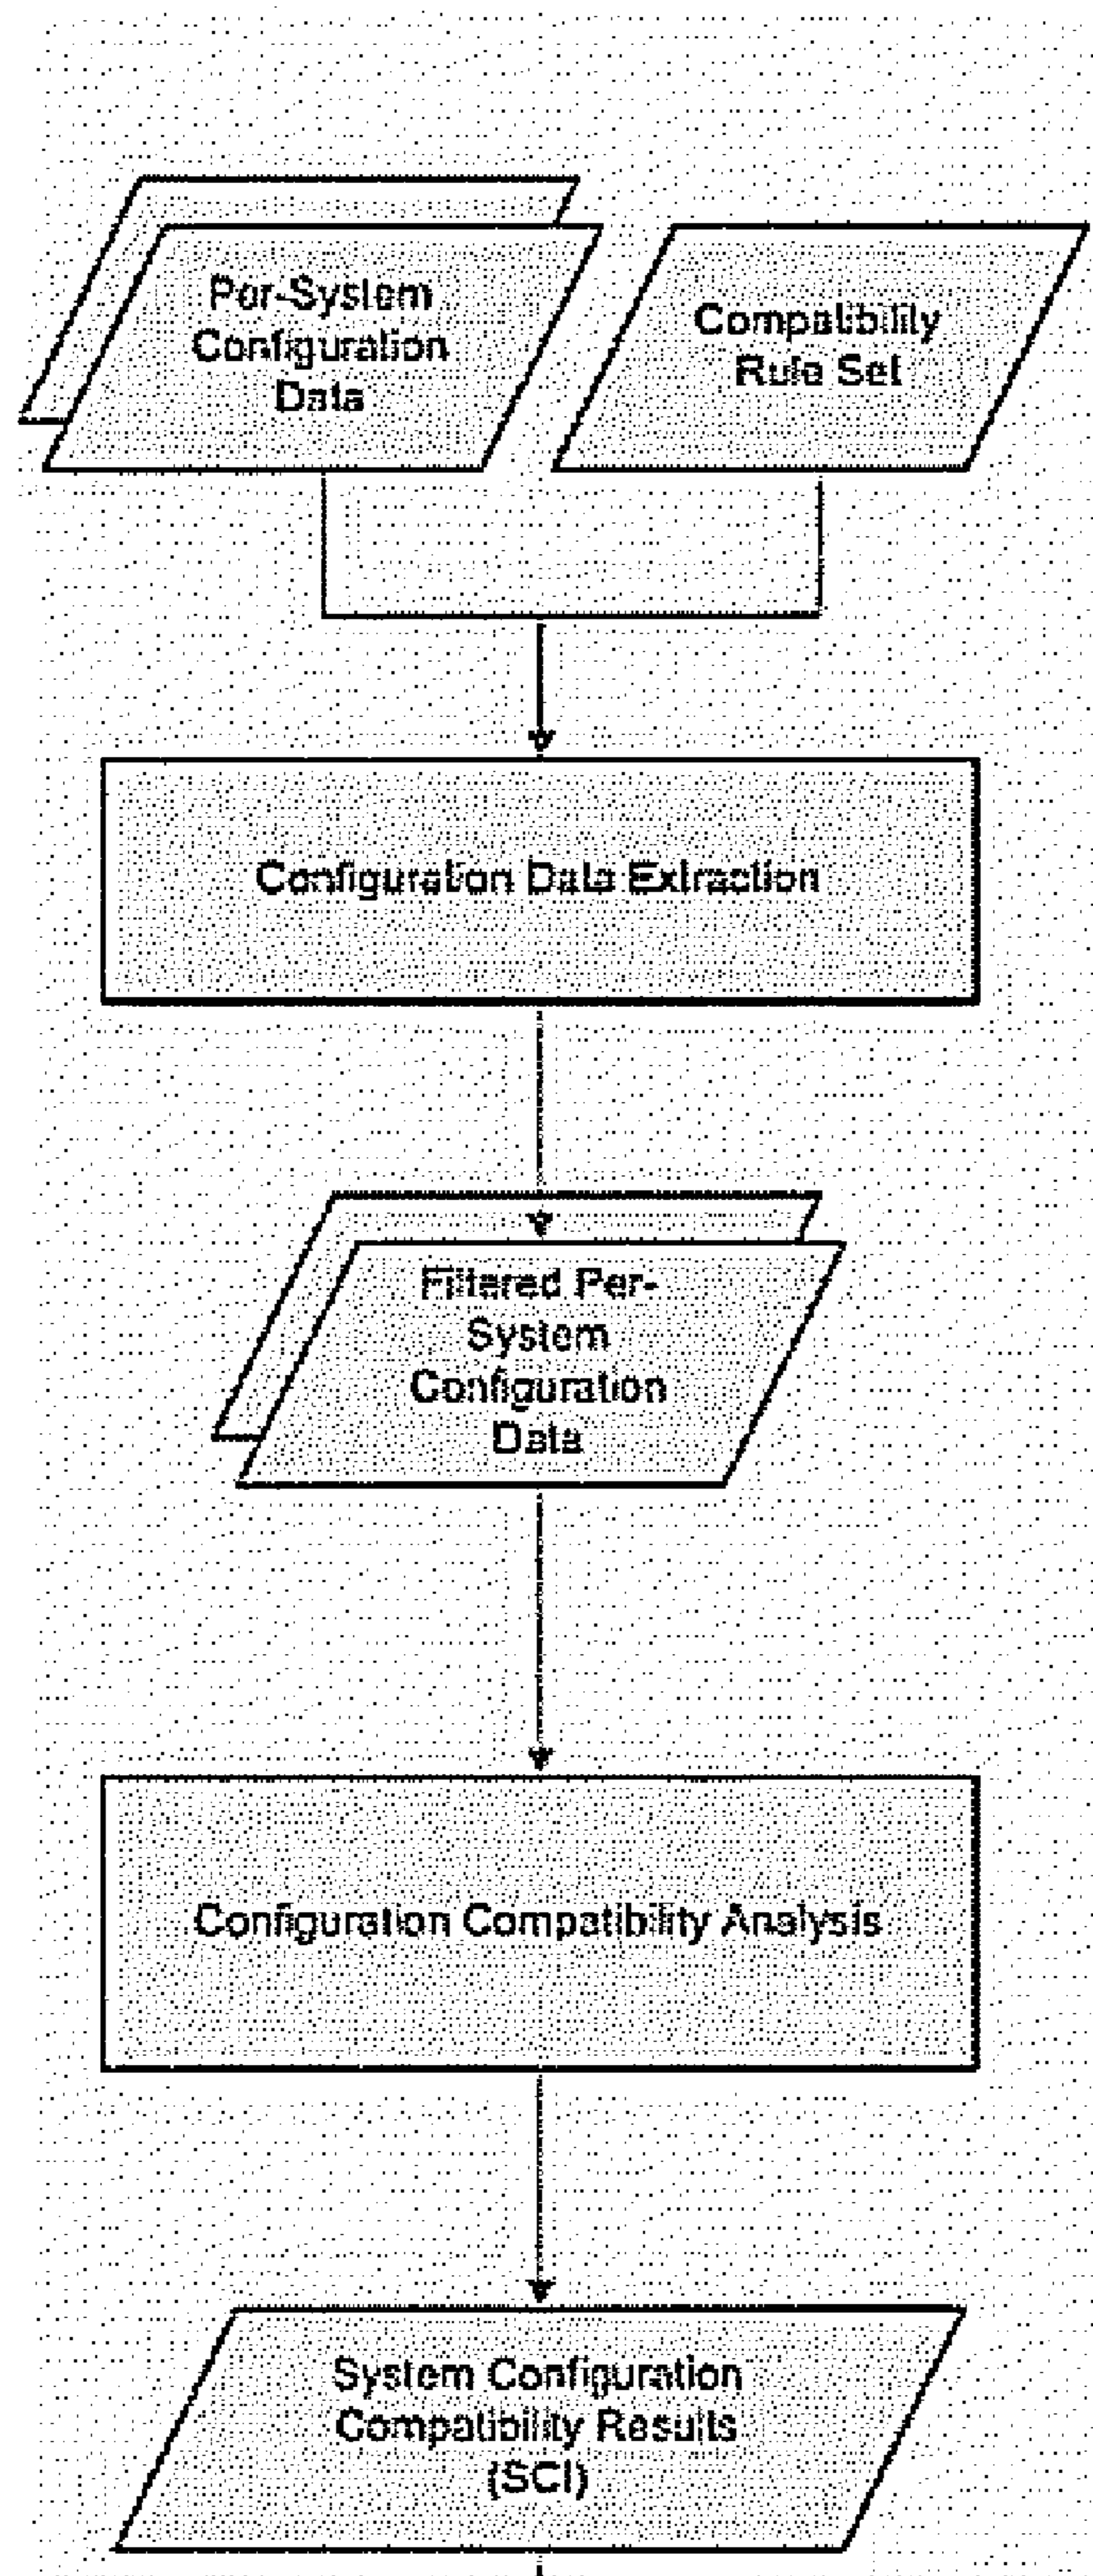 Per-System
Configuration
Data
Compatibility
Rule Set
Configuration Data Extraction
Filtered Per-
System
Configuration
Data
Configuration Compatibility Analysis
System Configuration
Compatibility Results
(SCI)